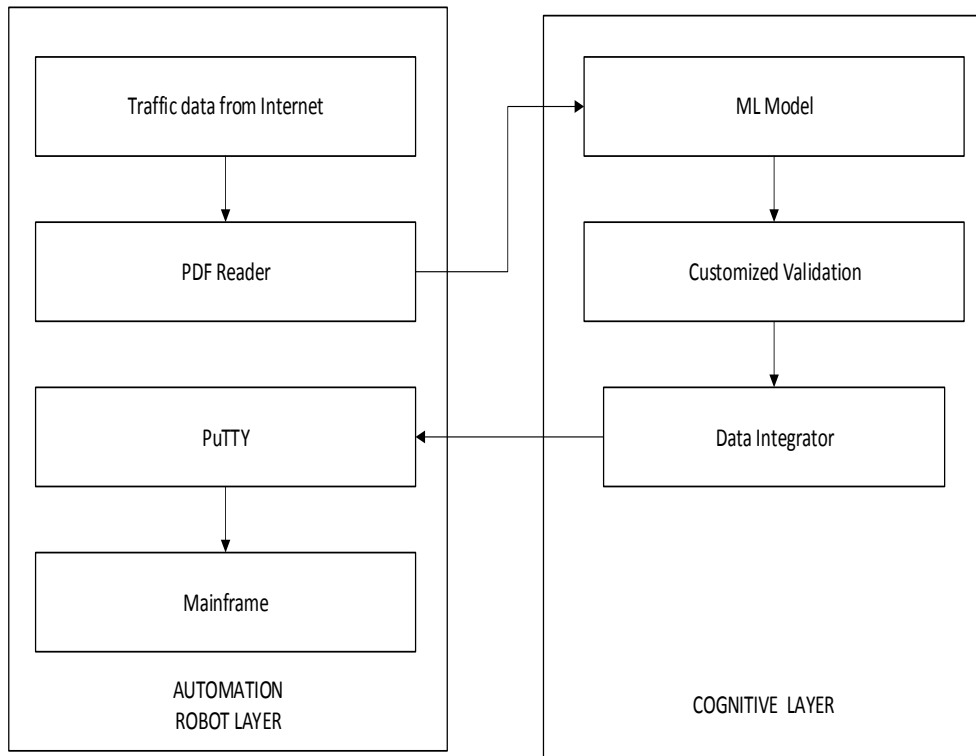 Traffic data from Internet
PDF Reader
PuTTY
Mainframe
AUTOMATION
ROBOT LAYER
ML Model
Customized Validation
Data Integrator
COGNITIVE LAYER